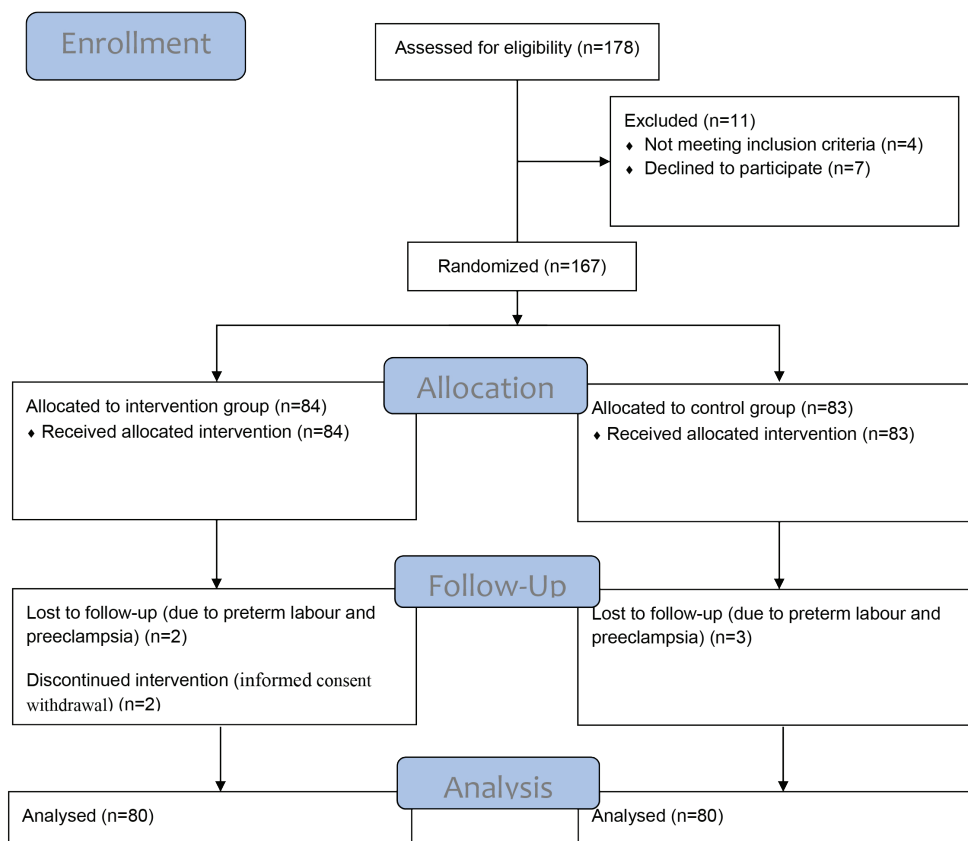 Enrollment
Assessed for eligibility (n=178)
Excluded (n=11)
♦ Not meeting inclusion criteria (n=4)
♦ Declined to participate (n=7)
Randomized (n=167)
Allocation
Allocated to intervention group (n=84)
♦ Received allocated intervention (n=84)
Allocated to control group (n=83)
♦ Received allocated intervention (n=83)
Follow-Up
Lost to follow-up (due to preterm labour and
preeclampsia) (n=2)
Discontinued intervention (informed consent
withdrawal) (n=2)
Lost to follow-up (due to preterm labour and
preeclampsia) (n=3)
Analysis
Analysed (n=80)
Analysed (n=80)